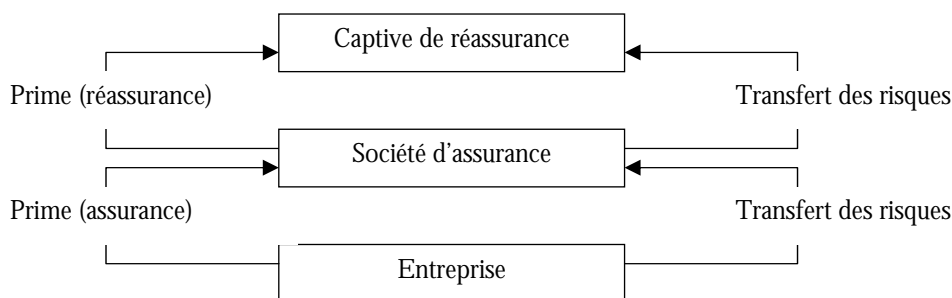 Captive de réassurance
Prime (réassurance)
Transfert des risques
Société d'assurance
Prime (assurance)
Transfert des risques
Entreprise